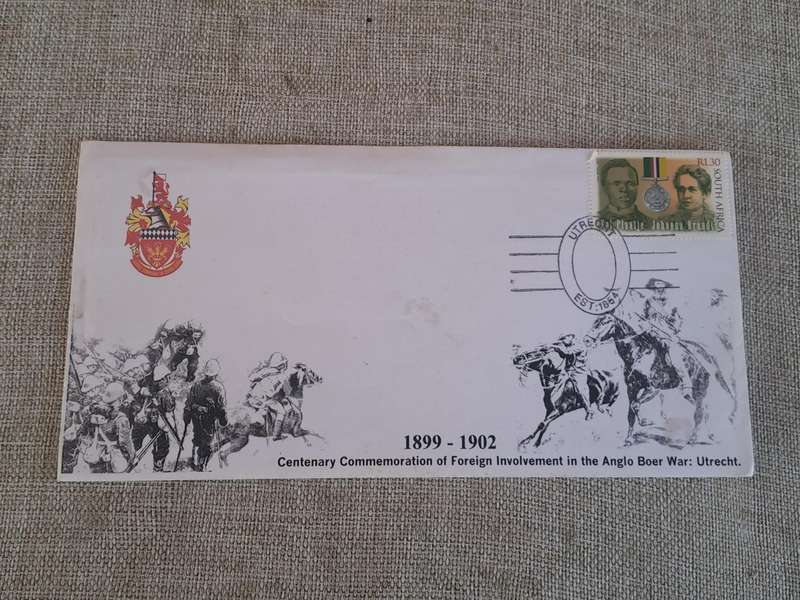 R1.30
SOUTH AFRICA
UTRECHT
EST. 1854
1899 - 1902
Centenary Commemoration of Foreign Involvement in the Anglo Boer War: Utrecht.